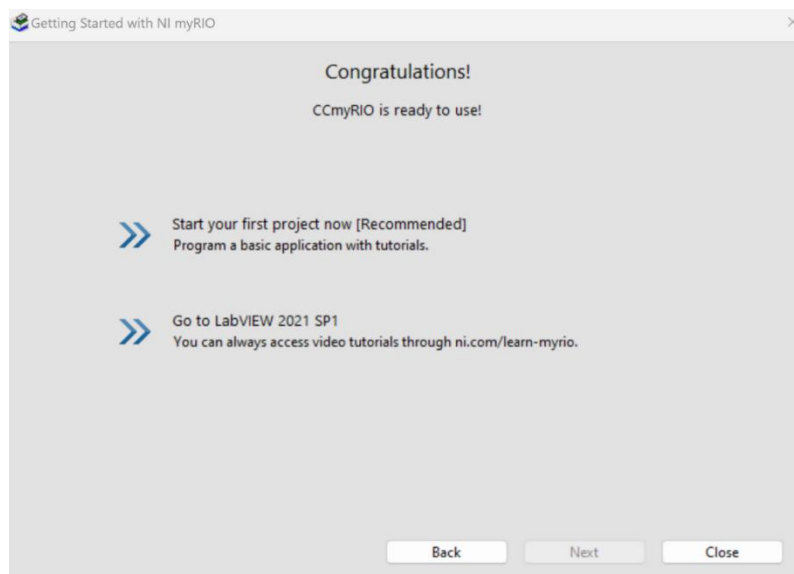 Getting Started with NI myRIO
Congratulations!
CCmyRIO is ready to use!
Start your first project now [Recommended]
Program a basic application with tutorials.
Go to LabVIEW 2021 SP1
You can always access video tutorials through ni.com/learn-myrio.
Back Next Close